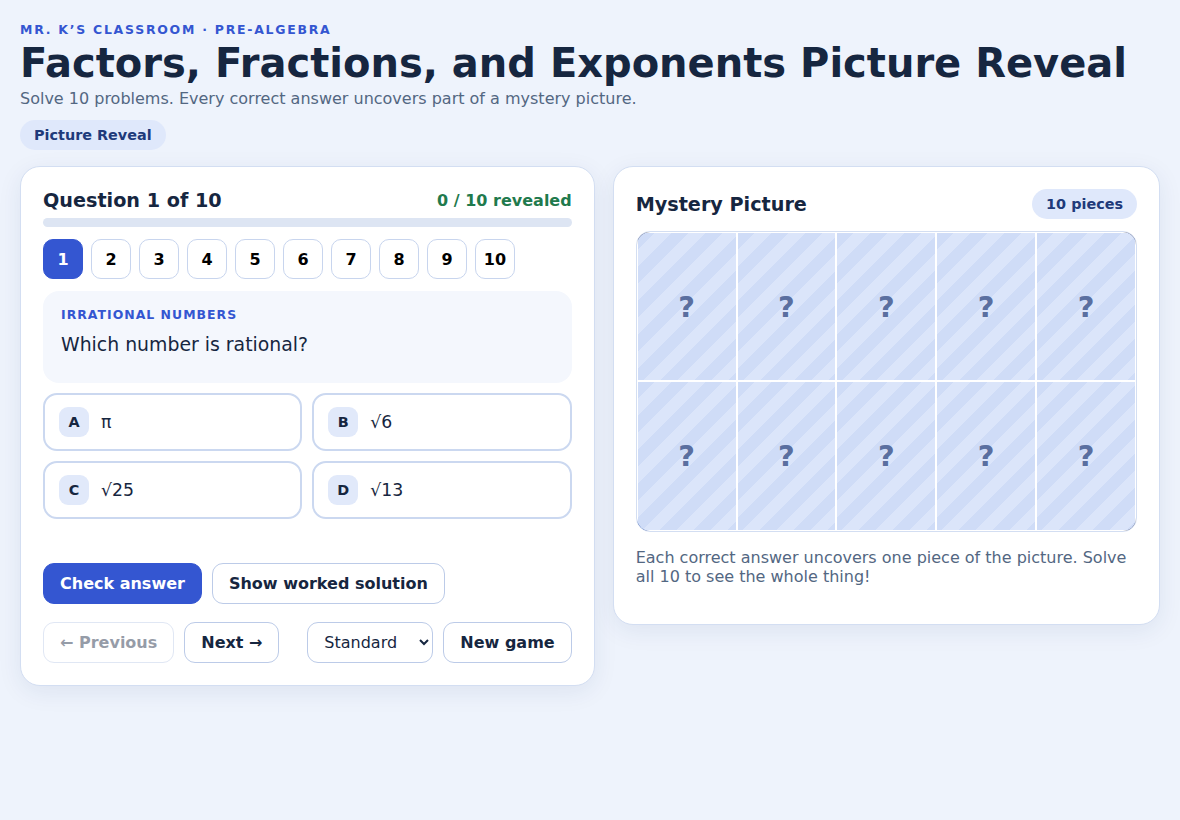 MR. K’S CLASSROOM · PRE-ALGEBRA
Factors, Fractions, and Exponents Picture Reveal
Solve 10 problems. Every correct answer uncovers part of a mystery picture.
Picture Reveal
Question 1 of 10
0 / 10 revealed
1 2 3 4 5 6 7 8 9 10
IRRATIONAL NUMBERS
Which number is rational?
A π
B √6
C √25
D √13
Check answer
Show worked solution
← Previous
Next →
Standard
New game
Mystery Picture
10 pieces
? ? ? ? ?
? ? ? ? ?
Each correct answer uncovers one piece of the picture. Solve
all 10 to see the whole thing!